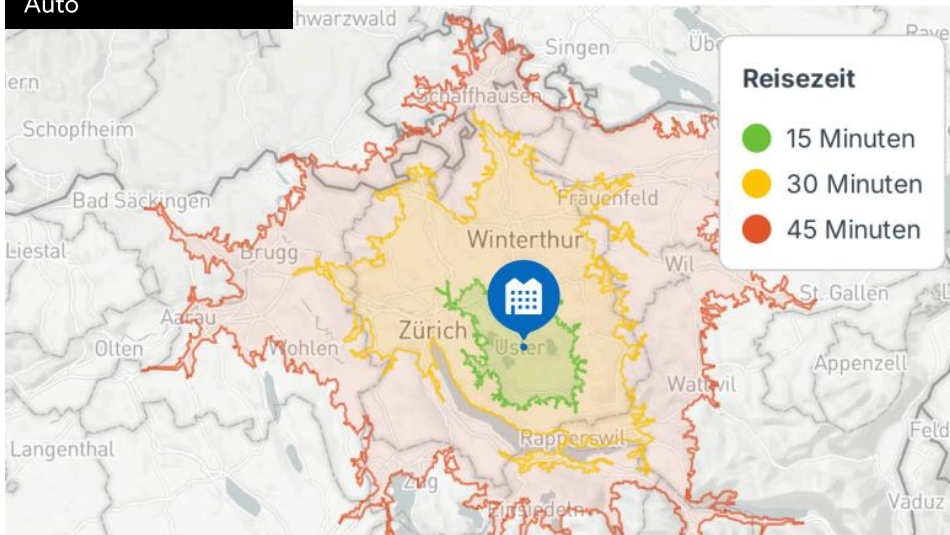 Auto
hwarzwald
Singen
Übe
Rave
ern
Schaffhausen
Schopfheim
Reisezeit
15 Minuten
30 Minuten
45 Minuten
Bad Säckingen
Frauenfeld
Liestal
Brugg
Winterthur
Wil
St. Gallen
Aarau
Zürich
Olten
Wohlen
Uster
Appenzell
Wattwil
Langenthal
Rapperswil
Feld
Zug
Einsiedeln
Vaduz